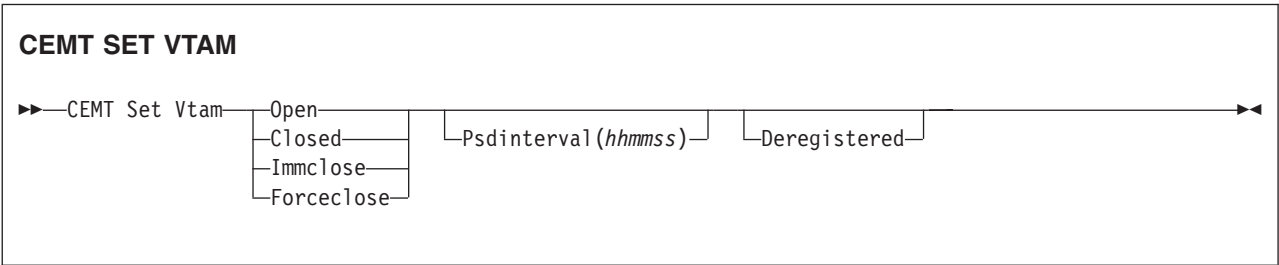 CEMT SET VTAM
CEMT Set Vtam Open Psdinterval(hhmmss) Deregistered
Closed
Immclose
Forceclose